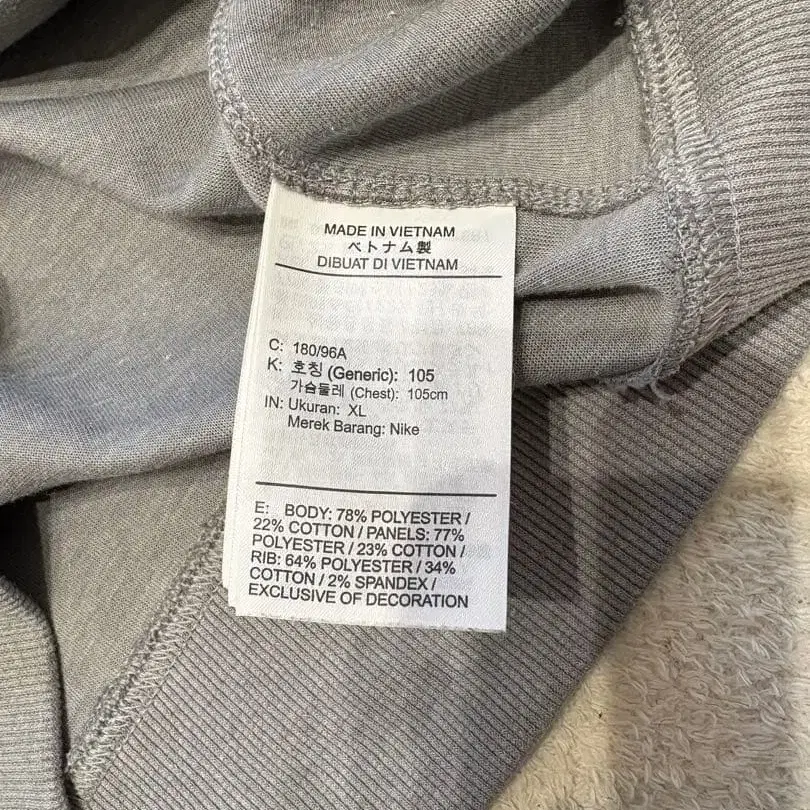 MADE IN VIETNAM
ベトナム製
DIBUAT DI VIETNAM
C: 180/96A
K: 호칭 (Generic): 105
가슴둘레 (Chest): 105cm
IN: Ukuran: XL
Merek Barang: Nike
E: BODY: 78% POLYESTER /
22% COTTON / PANELS: 77%
POLYESTER / 23% COTTON /
RIB: 64% POLYESTER / 34%
COTTON / 2% SPANDEX /
EXCLUSIVE OF DECORATION